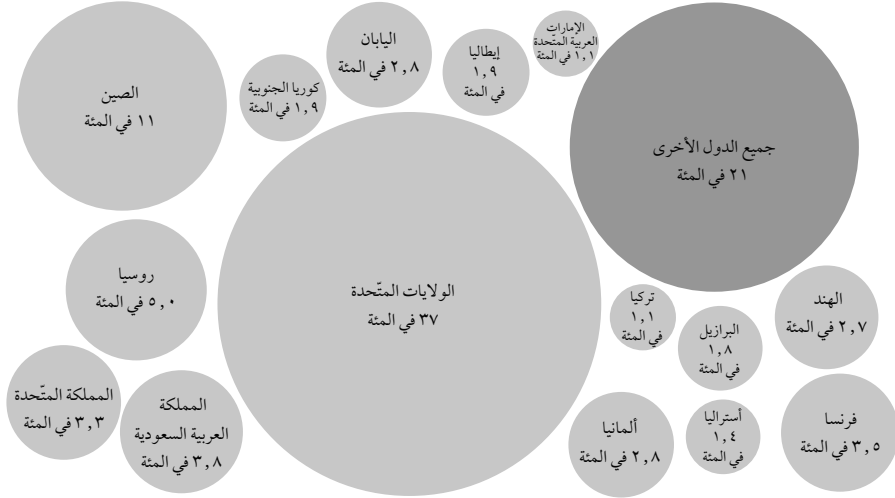 الإمارات
العربية المتّحدة
١,١ في المئة
اليابان
٢,٨ في المئة
إيطاليا
١,٩
في المئة
كوريا الجنوبية
١,٩ في المئة
الصين
١١ في المئة
جميع الدول الأخرى
٢١ في المئة
روسيا
٥,٠ في المئة
الولايات المتّحدة
٣٧ في المئة
تركيا
١,١
في المئة
البرازيل
١,٨
في المئة
الهند
٢,٧ في المئة
المملكة المتّحدة
٣,٣ في المئة
المملكة
العربية السعودية
٣,٨ في المئة
ألمانيا
٢,٨ في المئة
أستراليا
١,٤
في المئة
فرنسا
٣,٥ في المئة